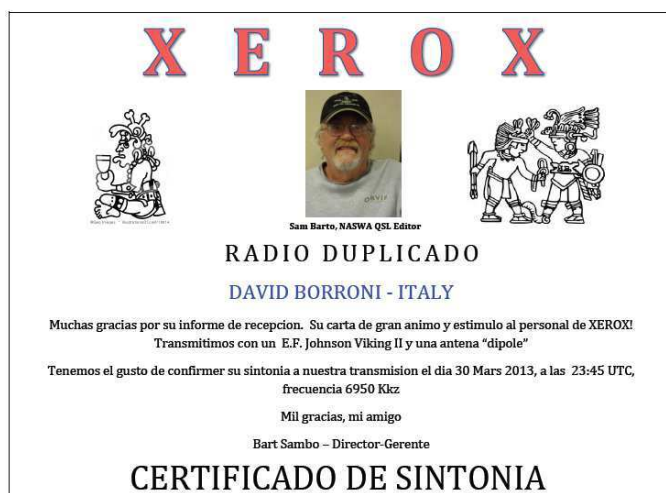 X E R O X
Sam Barto, NASWA QSL Editor
RADIO DUPLICADO
DAVID BORRONI - ITALY
Muchas gracias por su informe de recepcion. Su carta de gran animo y estimulo al personal de XEROX!
Transmitimos con un E.F. Johnson Viking II y una antena “dipole”
Tenemos el gusto de confirmer su sintonia a nuestra transmision el dia 30 Mars 2013, a las 23:45 UTC,
frecuencia 6950 Kkz
Mil gracias, mi amigo
Bart Sambo – Director-Gerente
CERTIFICADO DE SINTONIA